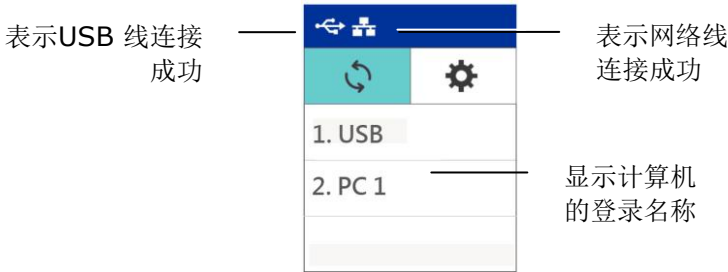 表示USB 线连接
成功
表示网络线
连接成功
1. USB
2. PC 1
显示计算机
的登录名称